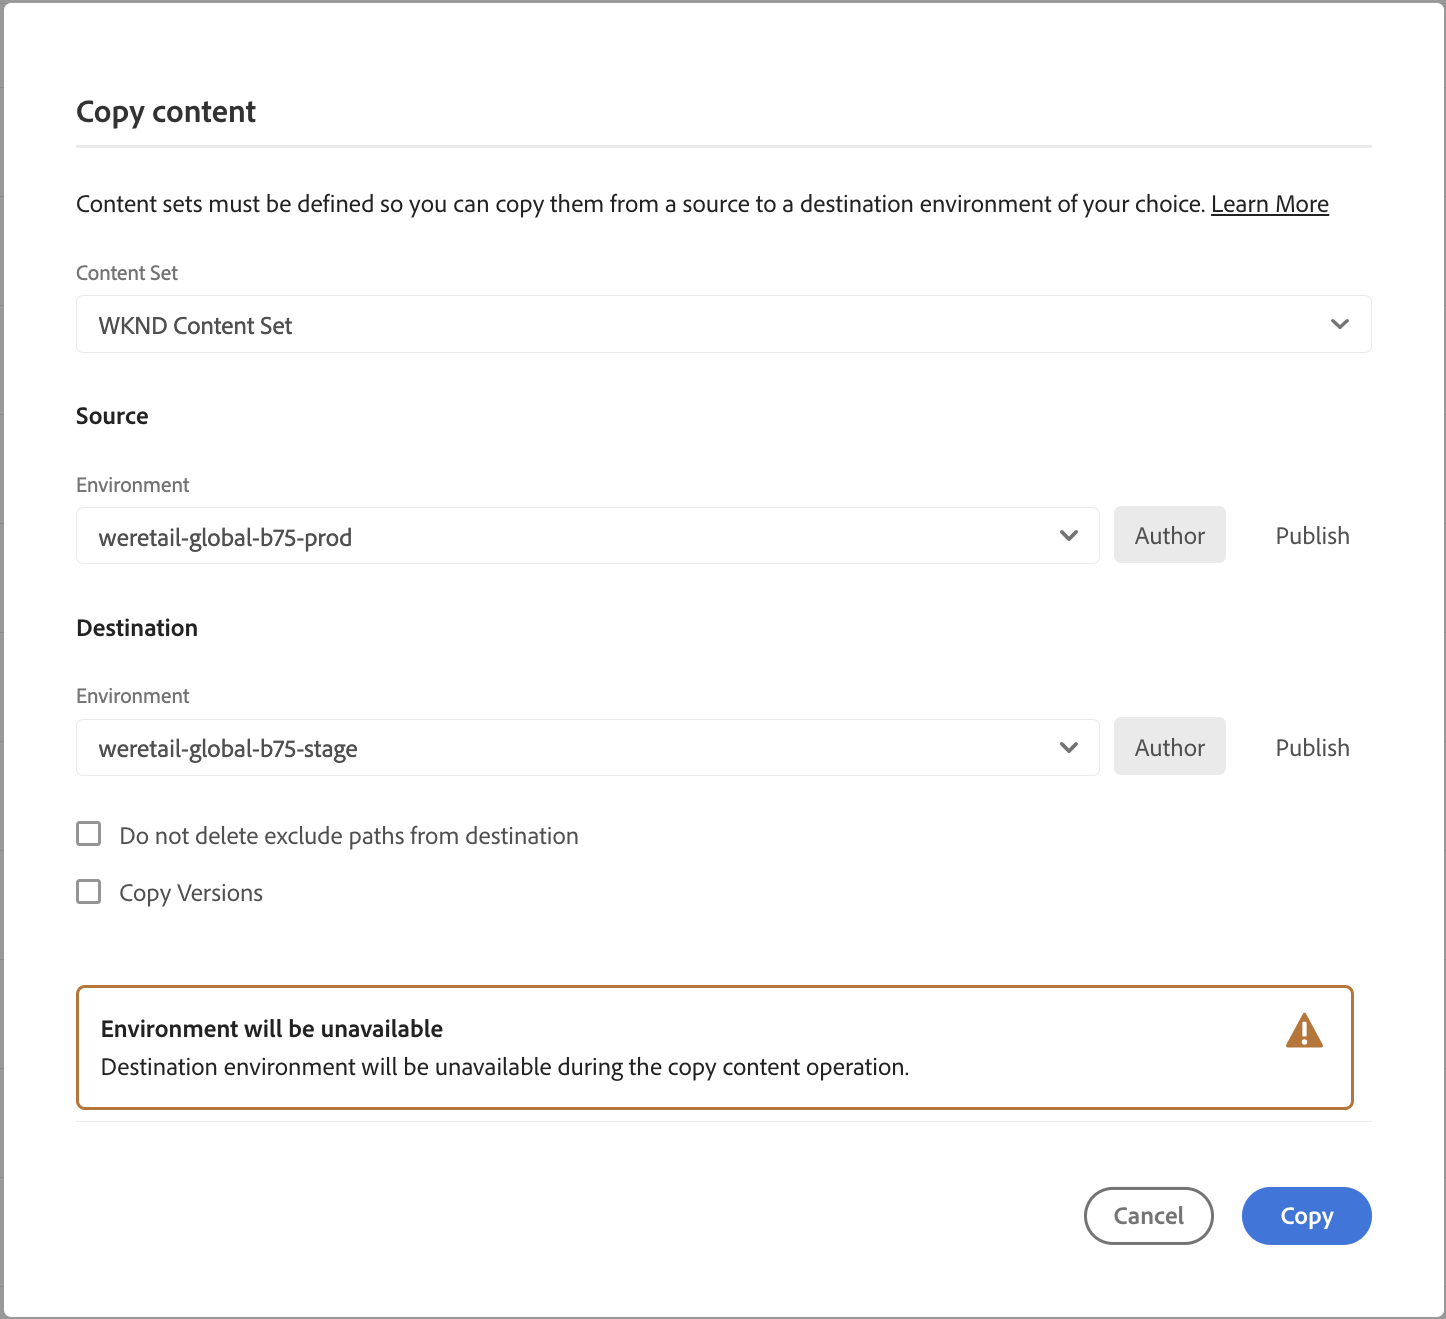 Copy content
Content sets must be defined so you can copy them from a source to a destination environment of your choice. Learn More
Content Set
WKND Content Set
Source
Environment
weretail-global-b75-prod
Author
Publish
Destination
Environment
weretail-global-b75-stage
Author
Publish
Do not delete exclude paths from destination
Copy Versions
Environment will be unavailable
Destination environment will be unavailable during the copy content operation.
Cancel
Copy